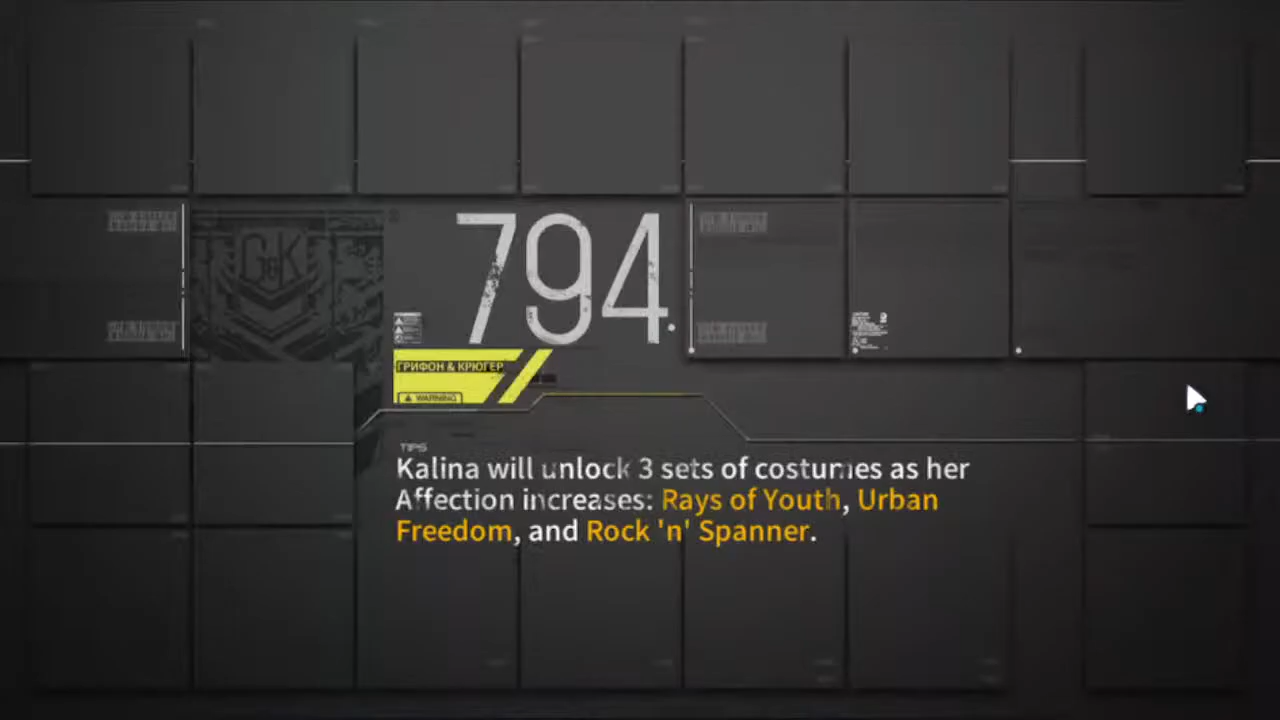 G&K
794.
ГРИФОН & КРЮГЕР
WARNING
TIPS
Kalina will unlock 3 sets of costumes as her
Affection increases: Rays of Youth, Urban
Freedom, and Rock 'n' Spanner.